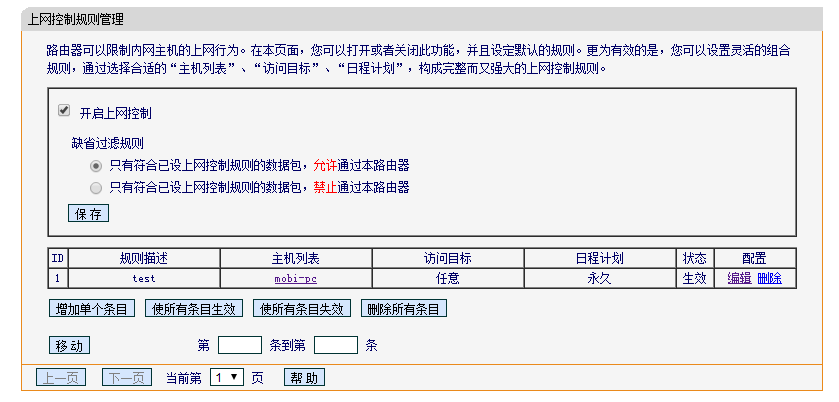 上网控制规则管理
路由器可以限制内网主机的上网行为。在本页面，您可以打开或者关闭此功能，并且设定默认的规则。更为有效的是，您可以设置灵活的组合
规则，通过选择合适的“主机列表”、“访问目标”、“日程计划”，构成完整而又强大的上网控制规则。
开启上网控制
缺省过滤规则
只有符合已设上网控制规则的数据包，允许通过本路由器
只有符合已设上网控制规则的数据包，禁止通过本路由器
保存
ID 规则描述 主机列表 访问目标 日程计划 状态 配置
1 test mobi-pc 任意 永久 生效 编辑 删除
增加单个条目 使所有条目生效 使所有条目失效 删除所有条目
移动 第 条到第 条
上一页 下一页 当前第 1 页 帮助